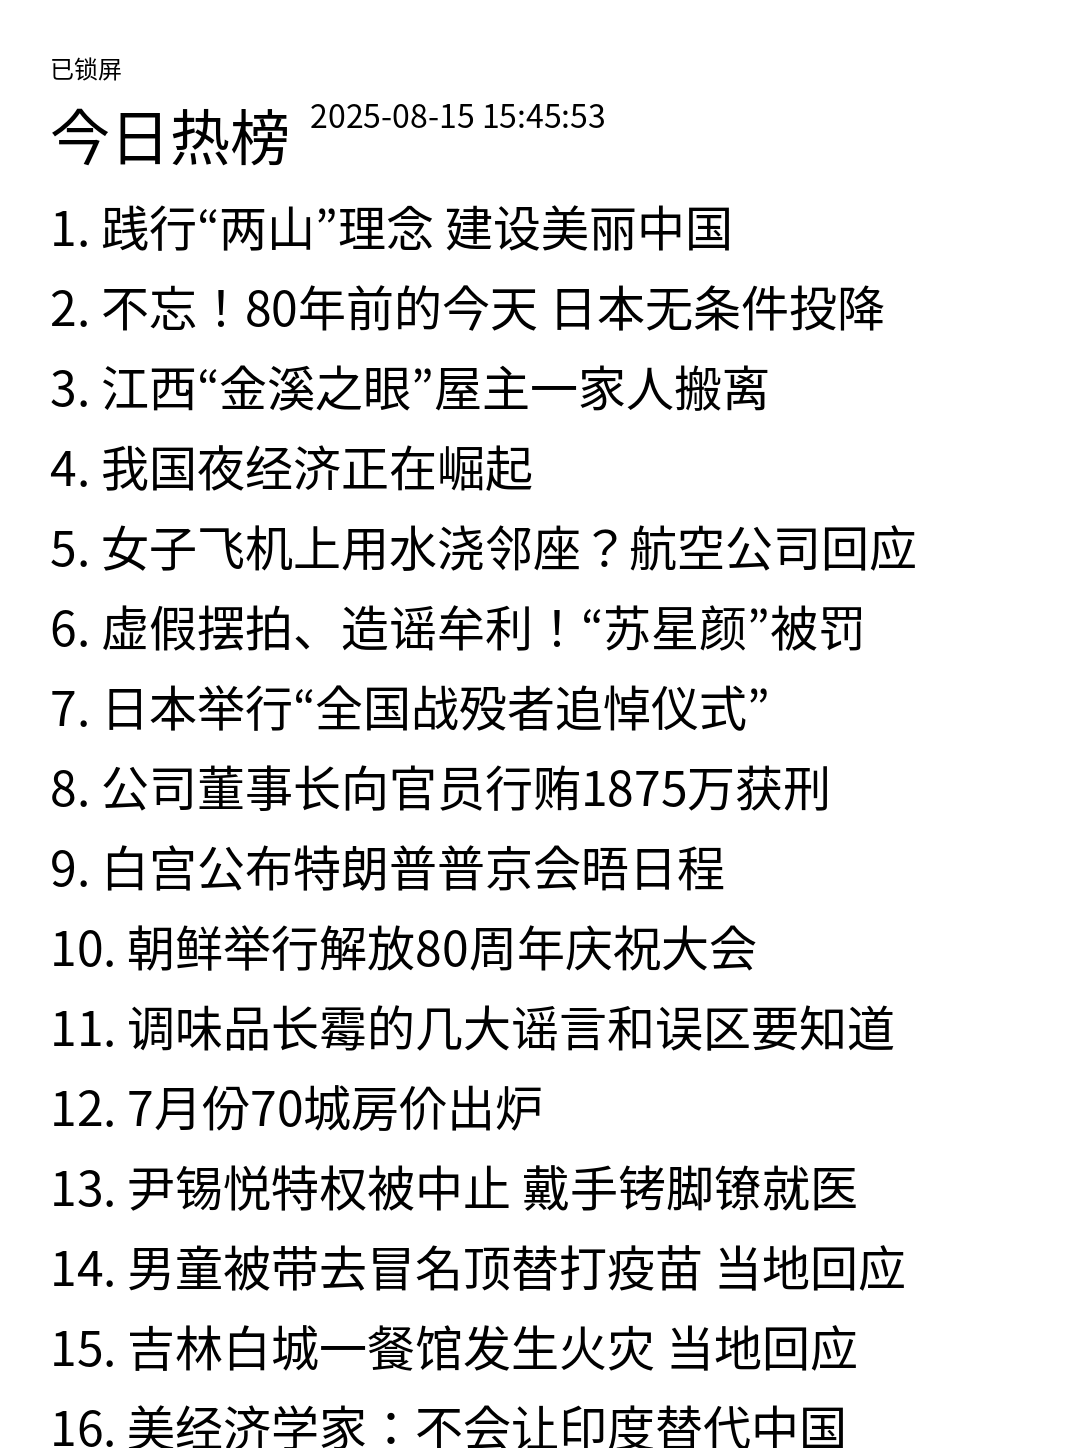 已锁屏
今日热榜 2025-08-15 15:45:53
1. 践行“两山”理念 建设美丽中国
2. 不忘！80年前的今天 日本无条件投降
3. 江西“金溪之眼”屋主一家人搬离
4. 我国夜经济正在崛起
5. 女子飞机上用水浇邻座？航空公司回应
6. 虚假摆拍、造谣牟利！“苏星颜”被罚
7. 日本举行“全国战殁者追悼仪式”
8. 公司董事长向官员行贿1875万获刑
9. 白宫公布特朗普普京会晤日程
10. 朝鲜举行解放80周年庆祝大会
11. 调味品长霉的几大谣言和误区要知道
12. 7月份70城房价出炉
13. 尹锡悦特权被中止 戴手铐脚镣就医
14. 男童被带去冒名顶替打疫苗 当地回应
15. 吉林白城一餐馆发生火灾 当地回应
16. 美经济学家：不会让印度替代中国